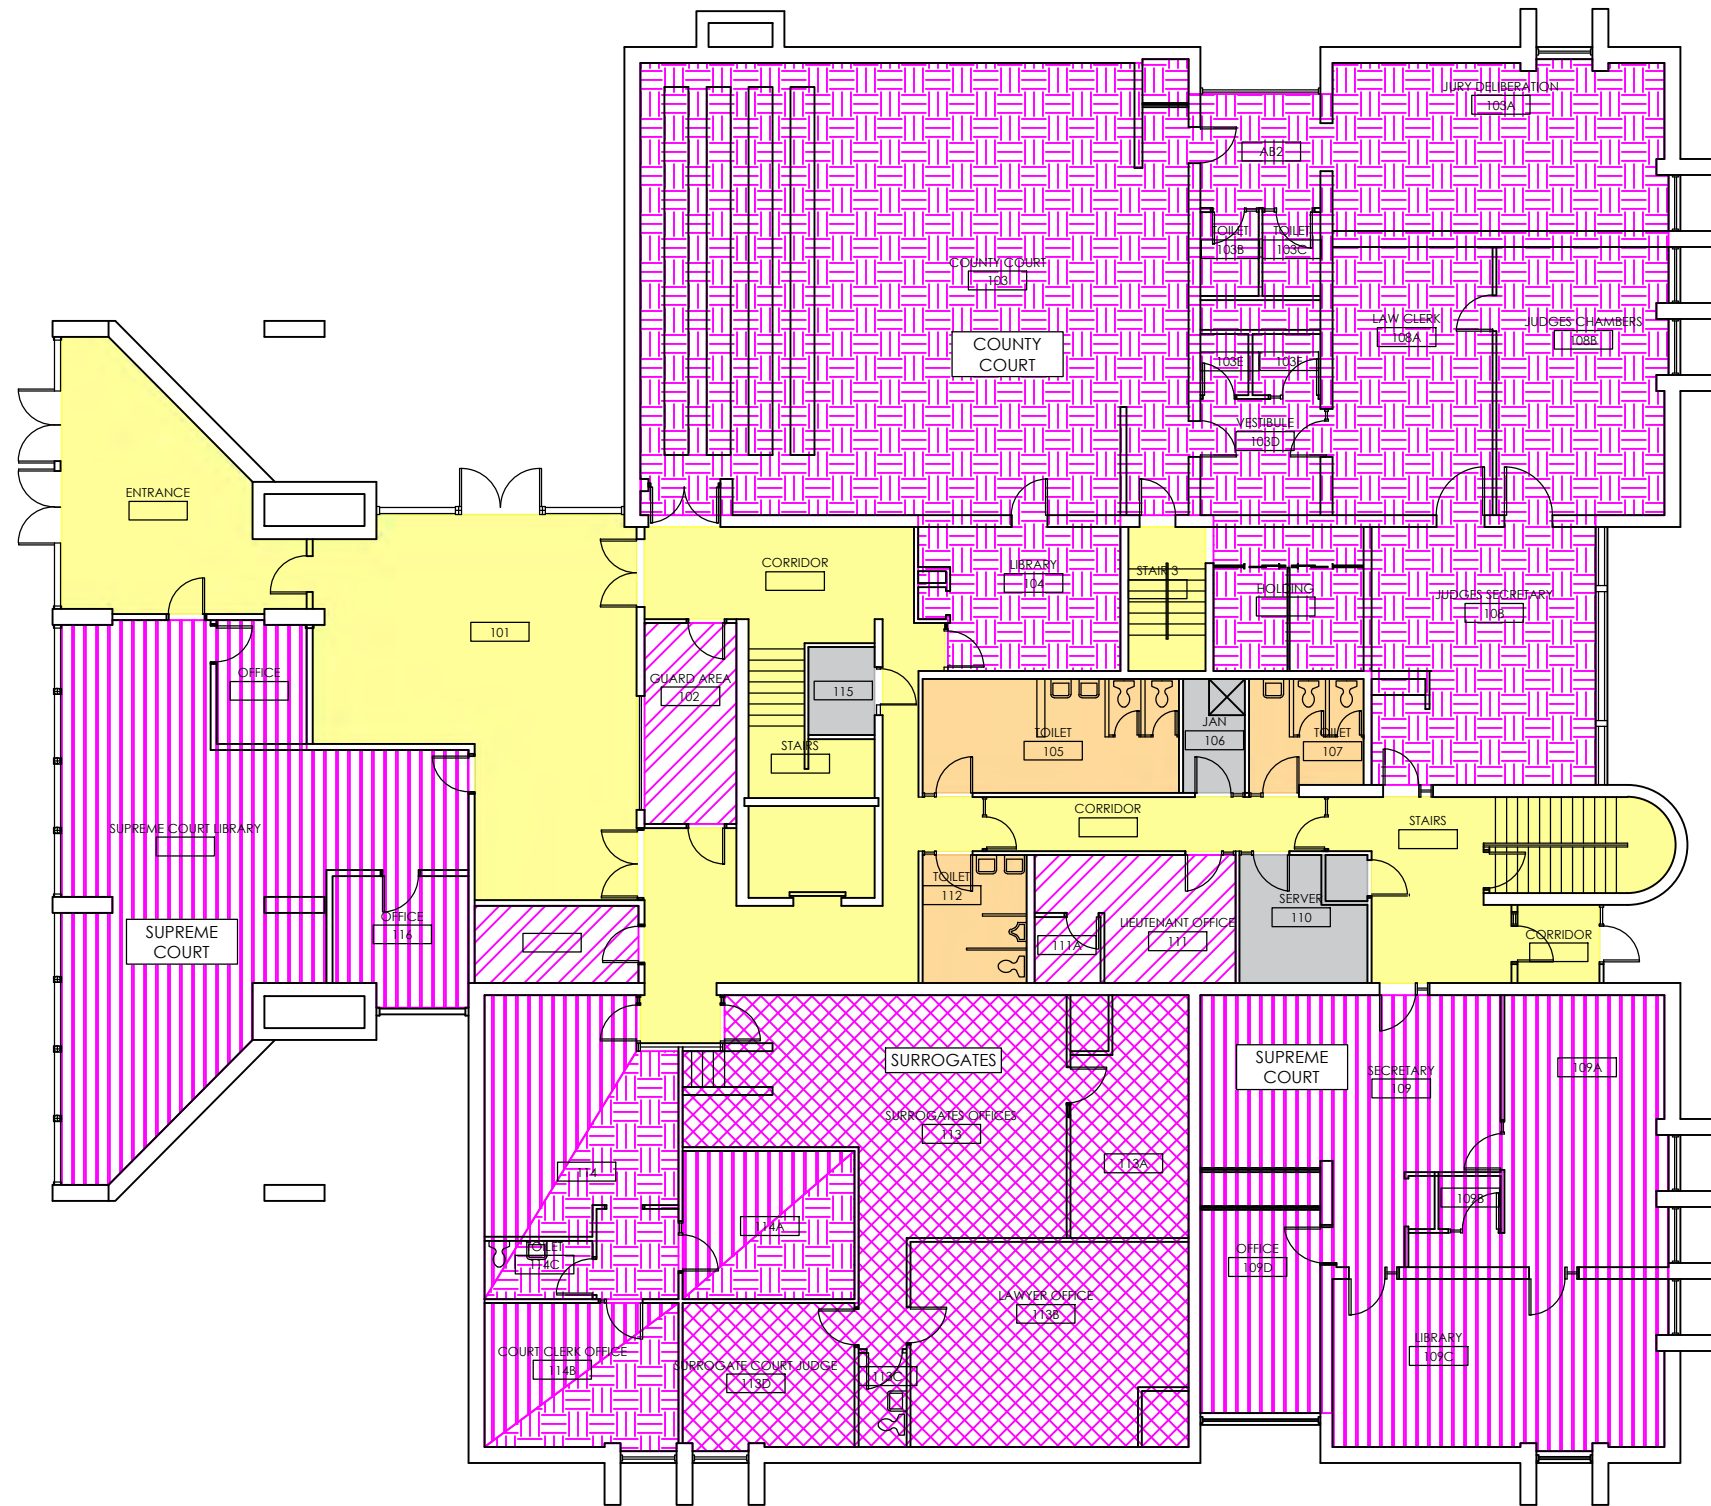 JURY DELIBERATION
103A
AB2
TOILET
103B
TOILET
103C
COUNTY COURT
103
COUNTY
COURT
LAW CLERK
108A
JUDGES CHAMBERS
108B
103E
103F
VESTIBULE
103D
ENTRANCE
CORRIDOR
LIBRARY
104
STAIR 3
HOLDING
JUDGES SECRETARY
108
101
OFFICE
GUARD AREA
102
115
STAIRS
TOILET
105
JAN
106
TOILET
107
CORRIDOR
STAIRS
SUPREME COURT LIBRARY
SUPREME
COURT
OFFICE
116
TOILET
112
111A
LIEUTENANT OFFICE
111
SERVER
110
CORRIDOR
SURROGATES
SUPREME
COURT
SECRETARY
109
109A
SURROGATES OFFICES
113
113A
114
114A
109B
TOILET
114C
OFFICE
109D
LAWYER OFFICE
113B
COURT CLERK OFFICE
114B
SURROGATE COURT JUDGE
113D
113C
LIBRARY
109C